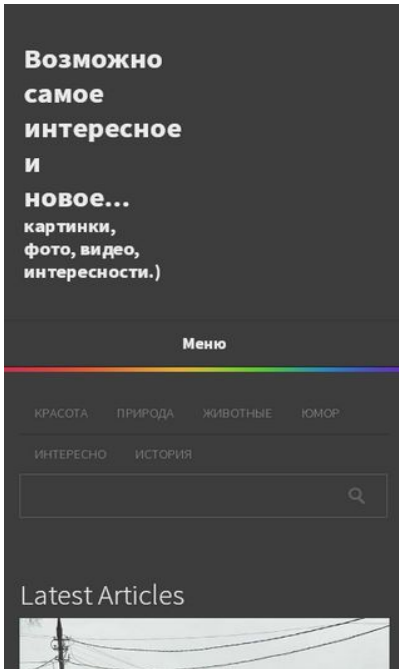 Возможно
самое
интересное
и
новое...
картинки,
фото, видео,
интересности.)
Меню
КРАСОТА ПРИРОДА ЖИВОТНЫЕ ЮМОР
ИНТЕРЕСНО ИСТОРИЯ
Latest Articles